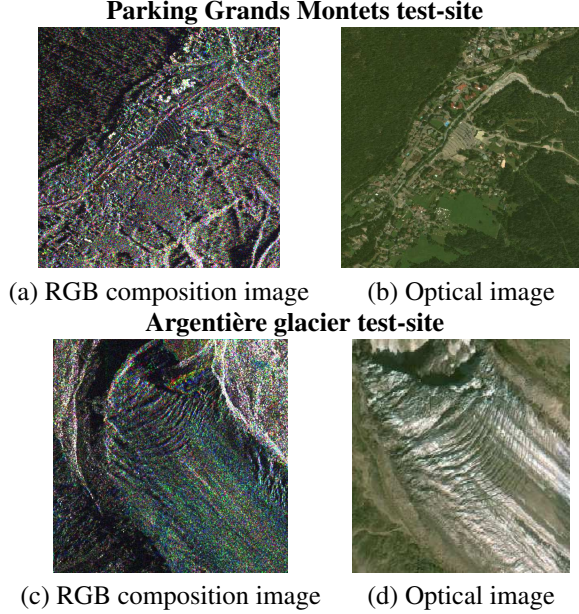 Parking Grands Montets test-site
(a) RGB composition image (b) Optical image
Argentière glacier test-site
(c) RGB composition image (d) Optical image